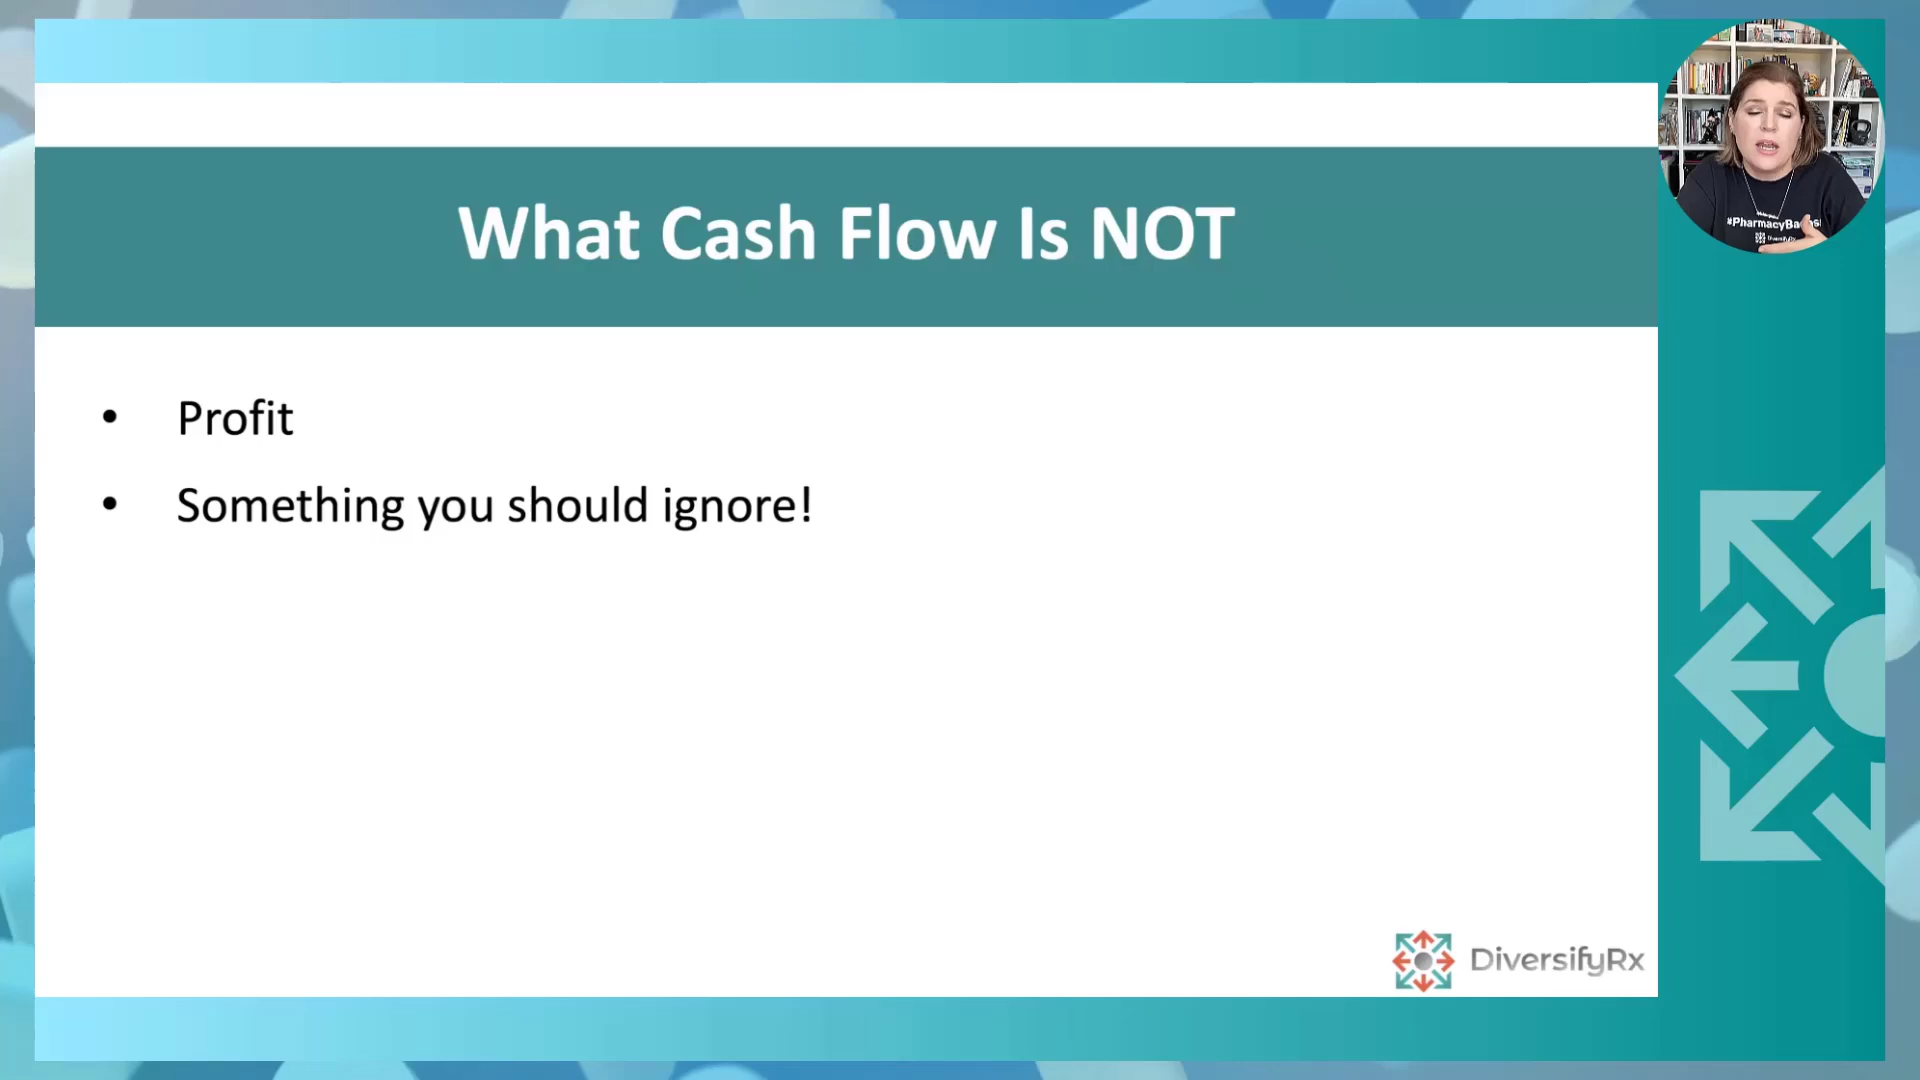 What Cash Flow Is NOT
• Profit
• Something you should ignore!
DiversifyRx